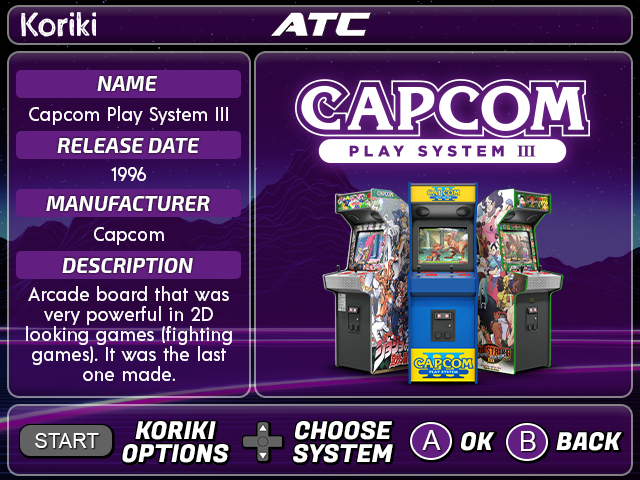 Koriki
ATC
NAME
Capcom Play System III
RELEASE DATE
1996
MANUFACTURER
Capcom
DESCRIPTION
Arcade board that was
very powerful in 2D
looking games (fighting
games). It was the last
one made.
CAPCOM
PLAY SYSTEM III
CAPCOM
CAPCOM
PLAY SYSTEM
START
KORIKI
OPTIONS
CHOOSE
SYSTEM
A
OK
B
BACK